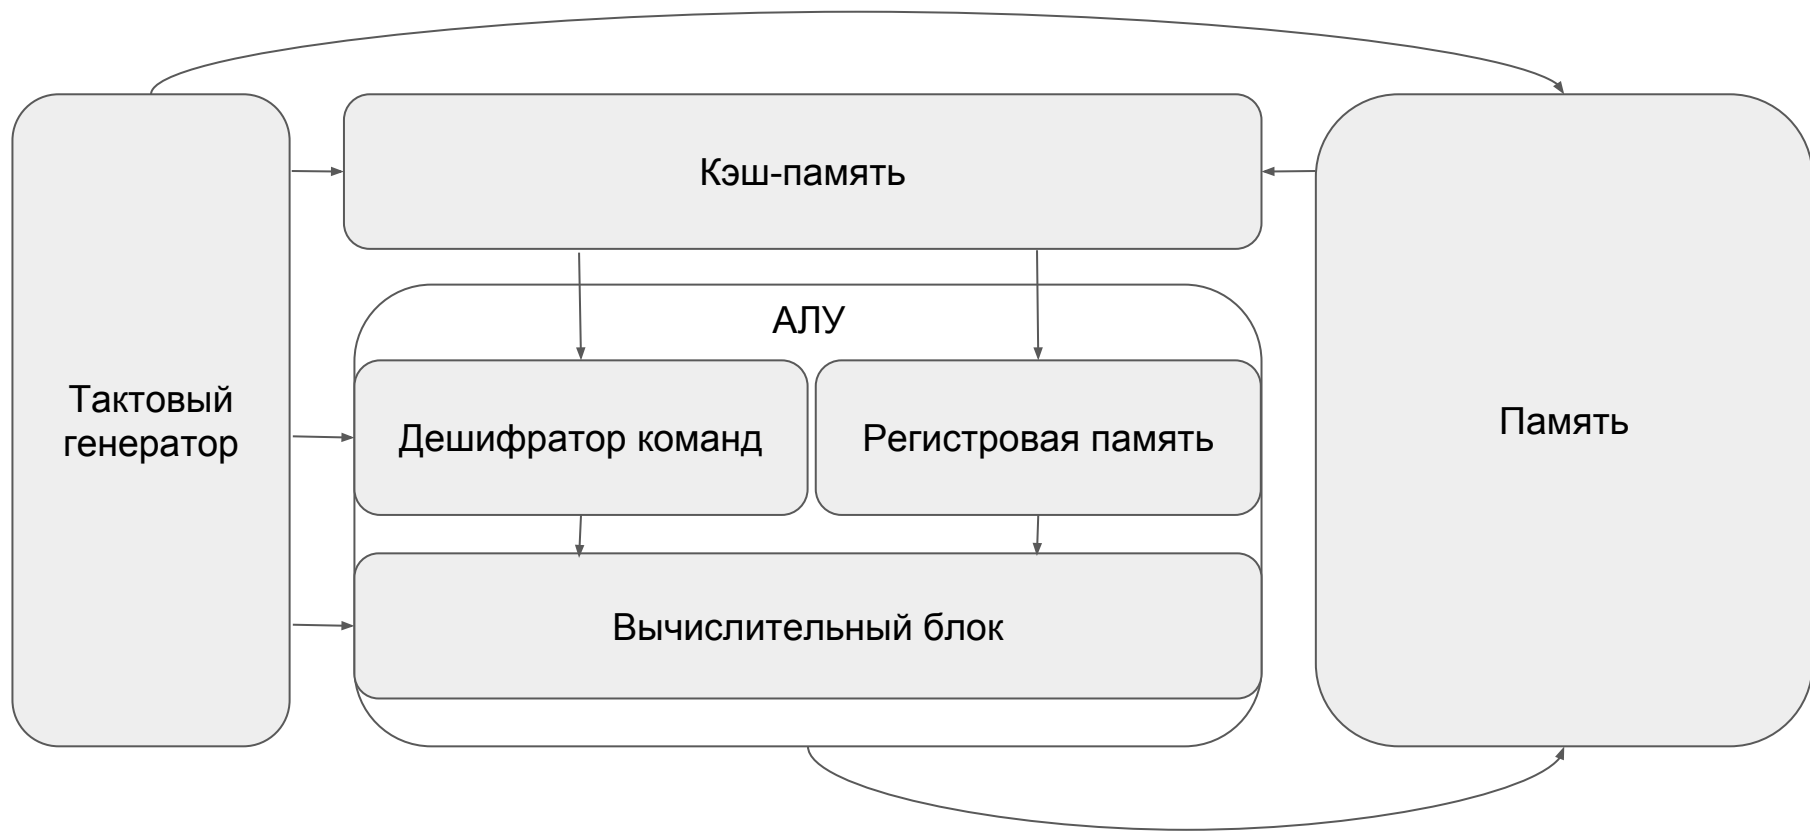 Кэш-память
АЛУ
Тактовый
генератор
Дешифратор команд
Регистровая память
Память
Вычислительный блок